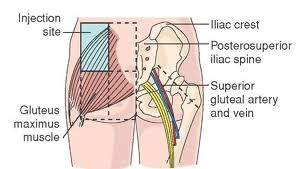 Injection
site
Gluteus
maximus
muscle
Iliac crest
Posterosuperior
iliac spine
Superior
gluteal artery
and vein